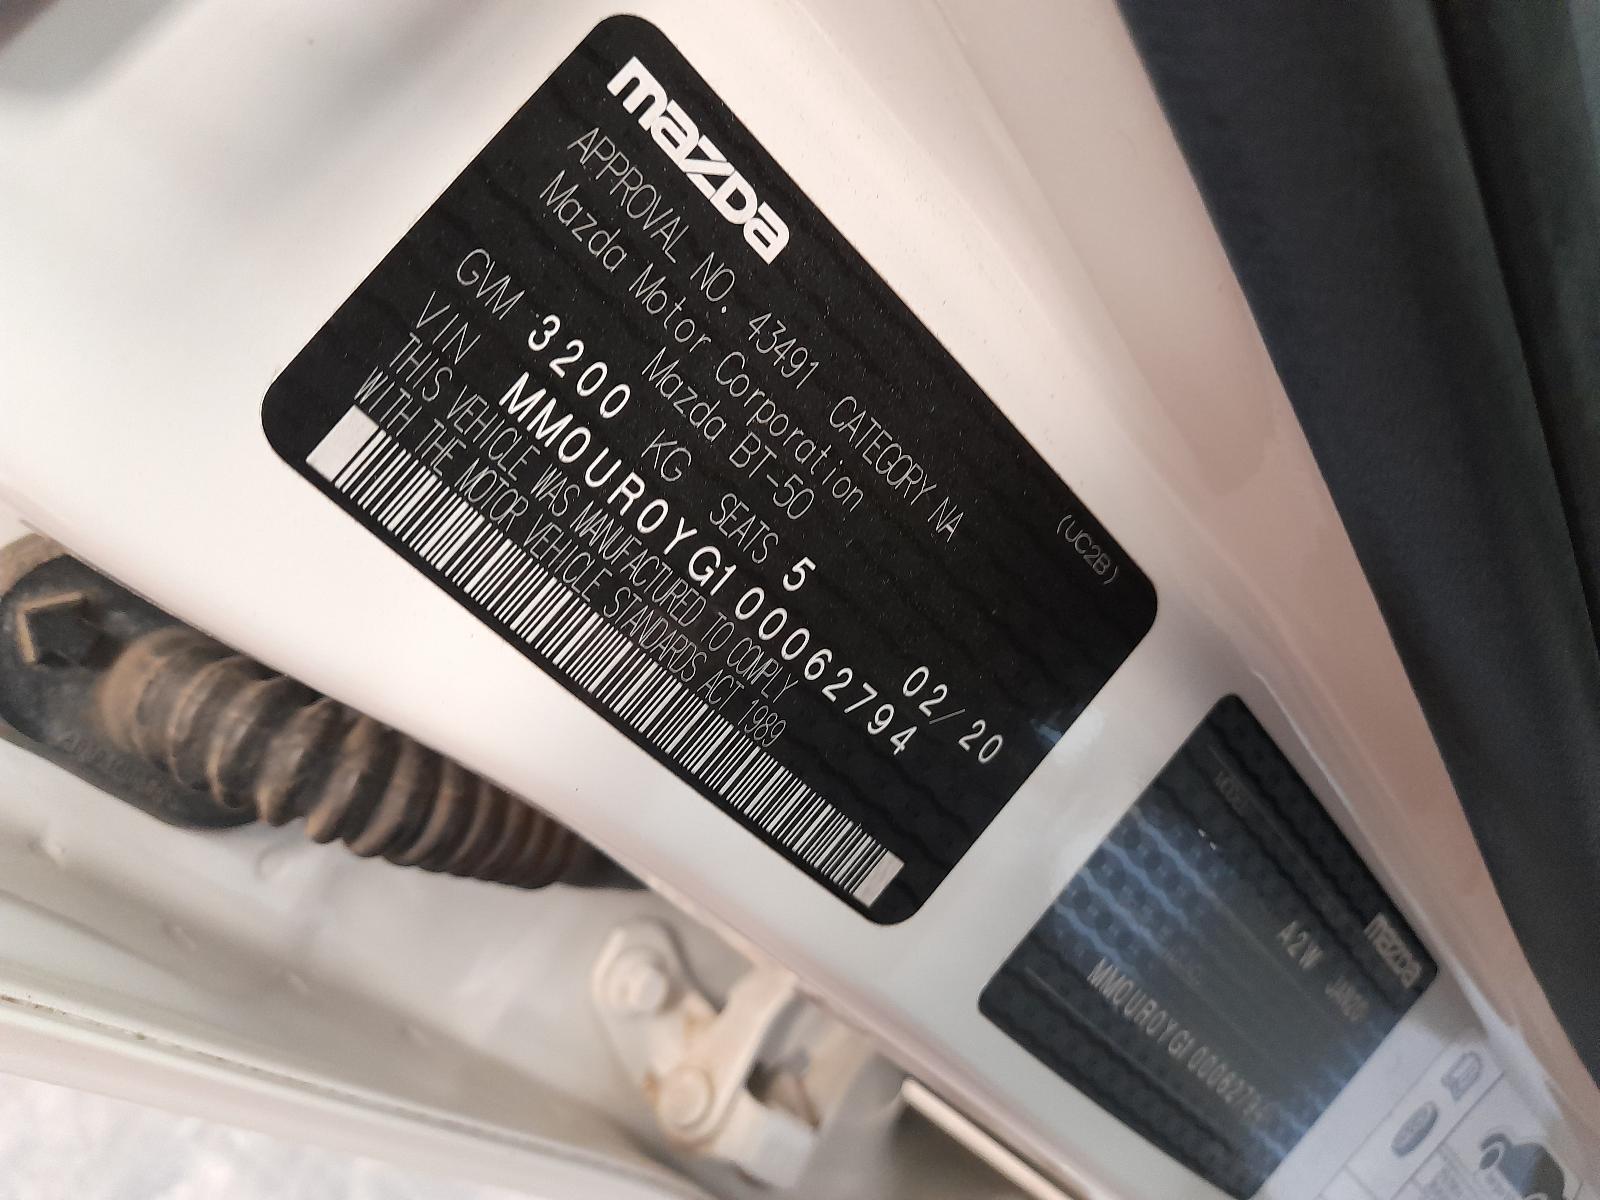 mazda
APPROVAL NO. 43491 CATEGORY NA
Mazda Motor Corporation (UC2B)
Mazda BT-50
GVM 3200 KG SEATS 5 02/20
VIN MM0UR0YG100062794
THIS VEHICLE WAS MANUFACTURED TO COMPLY
WITH THE MOTOR VEHICLE STANDARDS ACT 1989
mazda
A2W
MM0UR0YG100062794